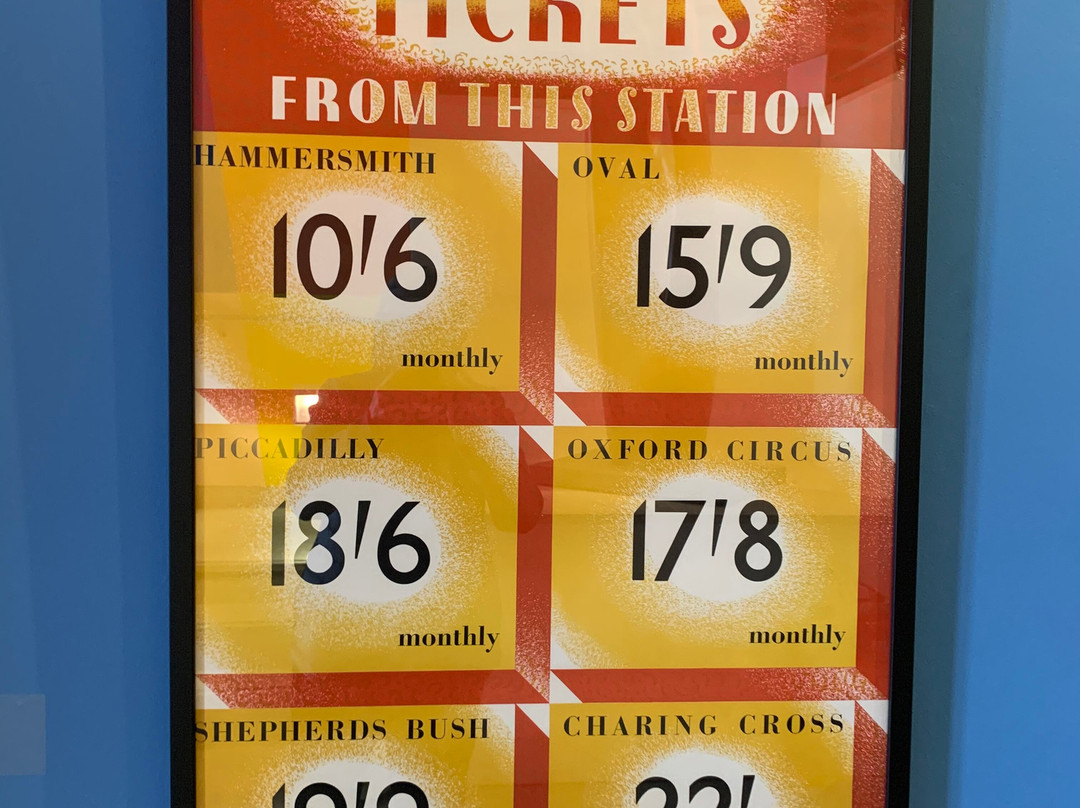 TICKETS
FROM THIS STATION
HAMMERSMITH
10/6
monthly
OVAL
15/9
monthly
PICCADILLY
18/6
monthly
OXFORD CIRCUS
17/8
monthly
SHEPHERDS BUSH
CHARING CROSS